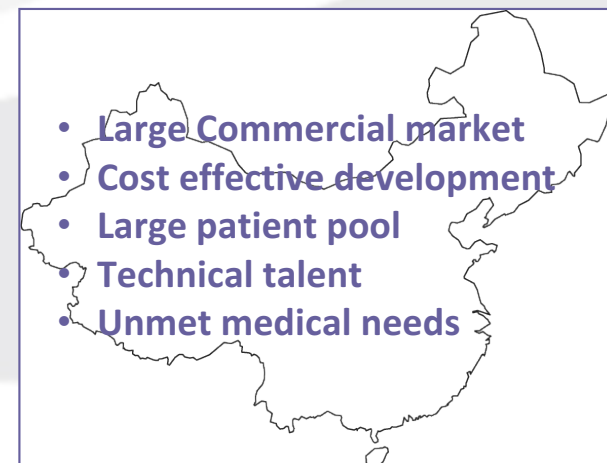 • Large Commercial market
• Cost effective development
• Large patient pool
• Technical talent
• Unmet medical needs